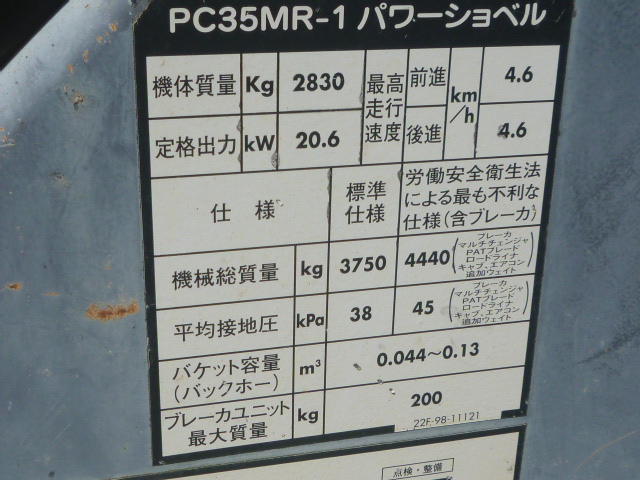 PC35MR-1 パワーショベル
機体質量 Kg 2830 最高走行速度 前進 km/h 4.6
定格出力 kW 20.6 後進 4.6
仕様 標準仕様 労働安全衛生法による最も不利な仕様(含ブレーカ)
機械総質量 kg 3750 4440 (ブレーカ マルチチェンジャ PATブレード ロードライナ キャブ、エアコン 追加ウェイト)
平均接地圧 kPa 38 45 (ブレーカ マルチチェンジャ PATブレード ロードライナ キャブ、エアコン 追加ウェイト)
バケット容量(バックホー) m³ 0.044～0.13
ブレーカユニット最大質量 kg 200
22F-98-11121
点検・整備